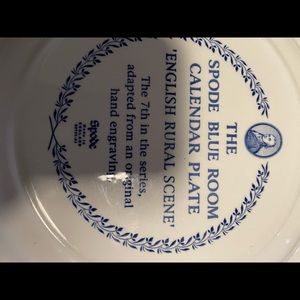 THE
SPODE BLUE ROOM
CALENDAR PLATE
'ENGLISH RURAL SCENE'
The 7th in the series,
adapted from an original
hand engraving
Spode
ENGLAND